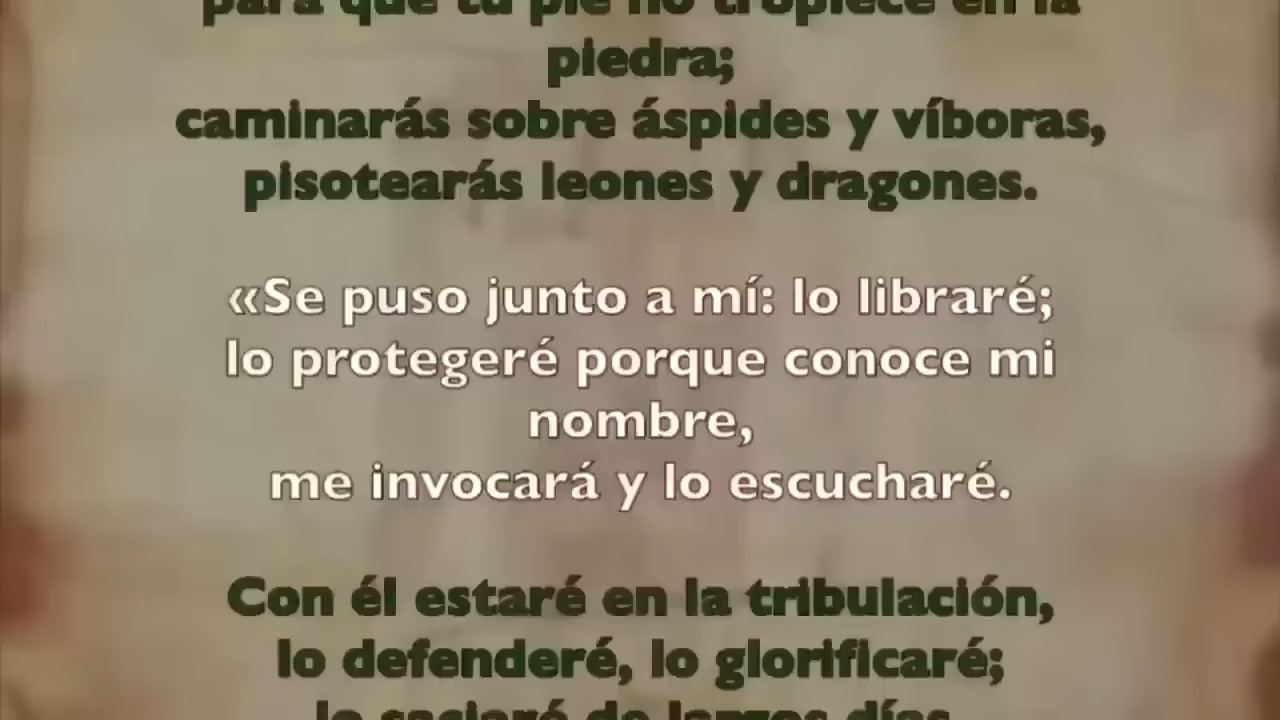 para que tu pie no tropiece en la
piedra;
caminarás sobre áspides y víboras,
pisotearás leones y dragones.
«Se puso junto a mí: lo libraré;
lo protegeré porque conoce mi
nombre,
me invocará y lo escucharé.
Con él estaré en la tribulación,
lo defenderé, lo glorificaré;
lo saciaré de largos días